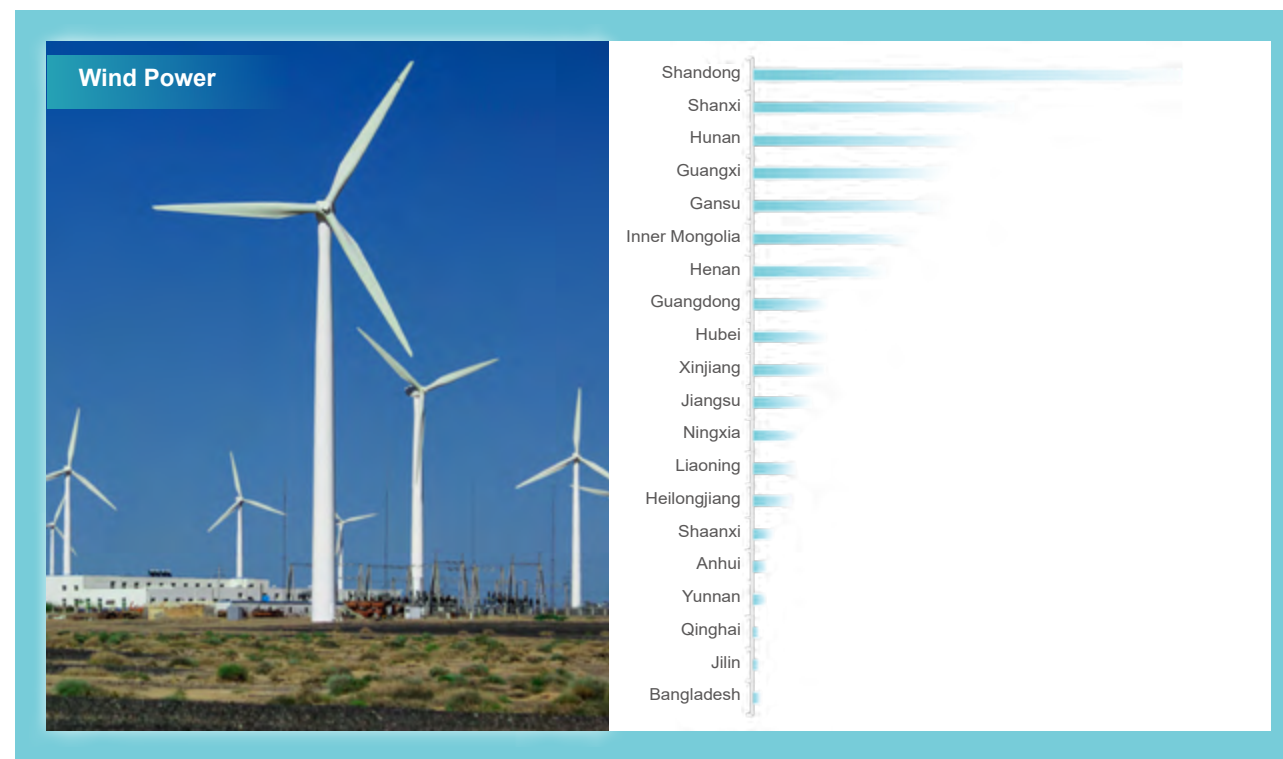 Wind Power
Shandong
Shanxi
Hunan
Guangxi
Gansu
Inner Mongolia
Henan
Guangdong
Hubei
Xinjiang
Jiangsu
Ningxia
Liaoning
Heilongjiang
Shaanxi
Anhui
Yunnan
Qinghai
Jilin
Bangladesh